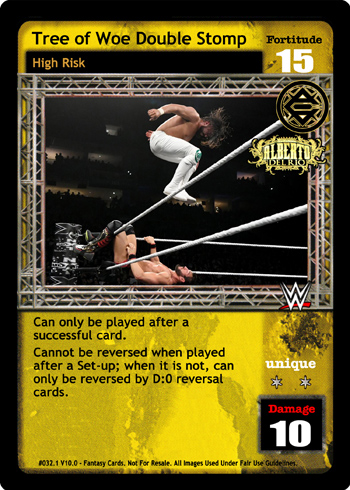 Tree of Woe Double Stomp
Fortitude
15
High Risk
ALBERTO
DEL RIO
W
Can only be played after a
successful card.
Cannot be reversed when played
after a Set-up; when it is not, can
only be reversed by D:0 reversal
cards.
unique
Damage
10
#032.1 V10.0 - Fantasy Cards, Not For Resale. All Images Used Under Fair Use Guidelines.